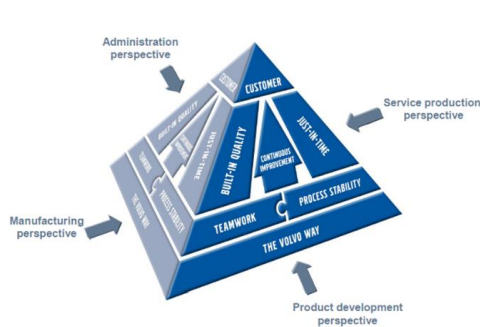 Administration
perspective
CUSTOMER
CUSTOMER
Service production
perspective
BUILT-IN QUALITY
JUST-IN-TIME
BUILT-IN QUALITY
CONTINUOUS
IMPROVEMENT
JUST-IN-TIME
TEAMWORK
PROCESS STABILITY
TEAMWORK
PROCESS STABILITY
THE VOLVO WAY
THE VOLVO WAY
Manufacturing
perspective
Product development
perspective